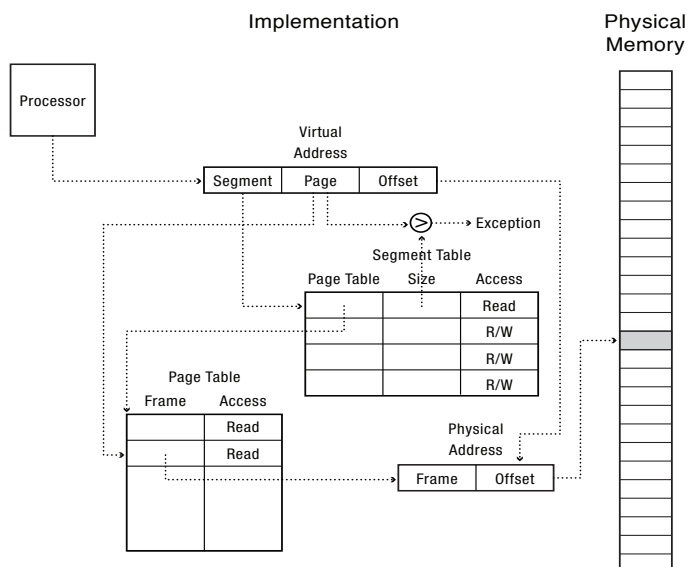 Implementation
Physical
Memory
Processor
Virtual
Address
Segment Page Offset
> Exception
Segment Table
Page Table Size Access
Read
R/W
R/W
R/W
Page Table
Frame Access
Read
Read
Physical
Address
Frame Offset